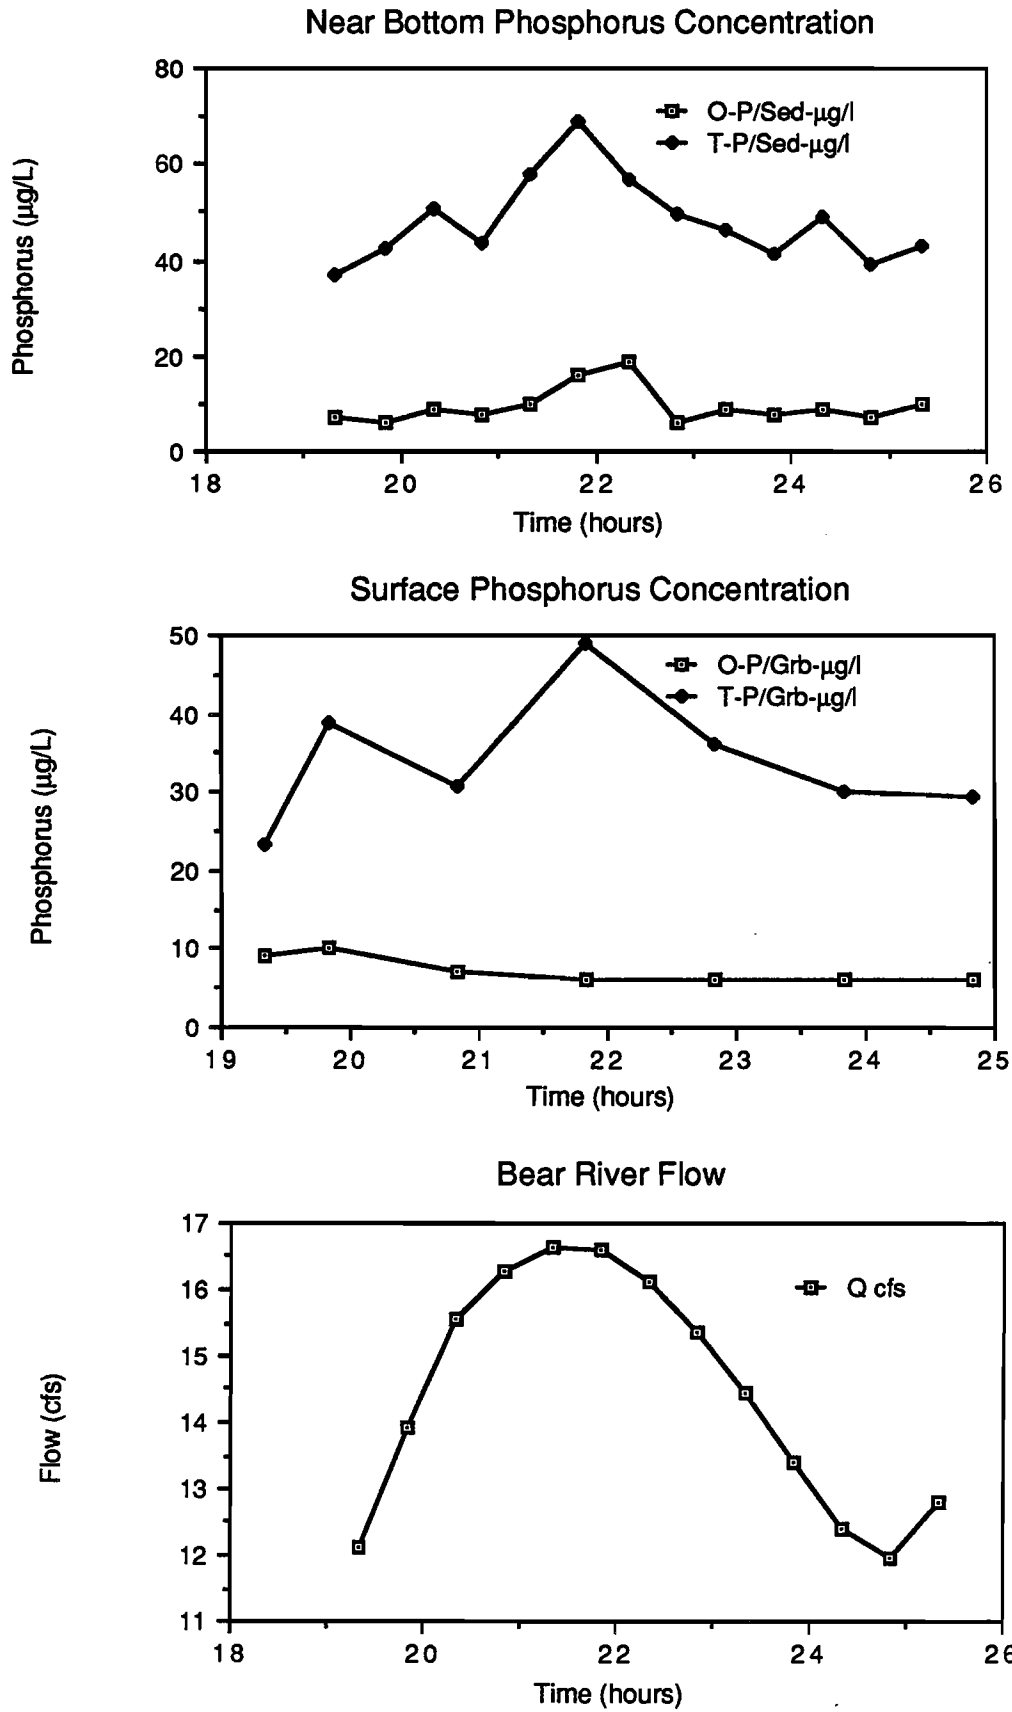 Near Bottom Phosphorus Concentration
80
60
40
20
0
Phosphorus (µg/L)
O-P/Sed-µg/l
T-P/Sed-µg/l
18 20 22 24 26
Time (hours)
Surface Phosphorus Concentration
50
40
30
20
10
0
Phosphorus (µg/L)
O-P/Grb-µg/l
T-P/Grb-µg/l
19 20 21 22 23 24 25
Time (hours)
Bear River Flow
17
16
15
14
13
12
11
Flow (cfs)
Q cfs
18 20 22 24 26
Time (hours)